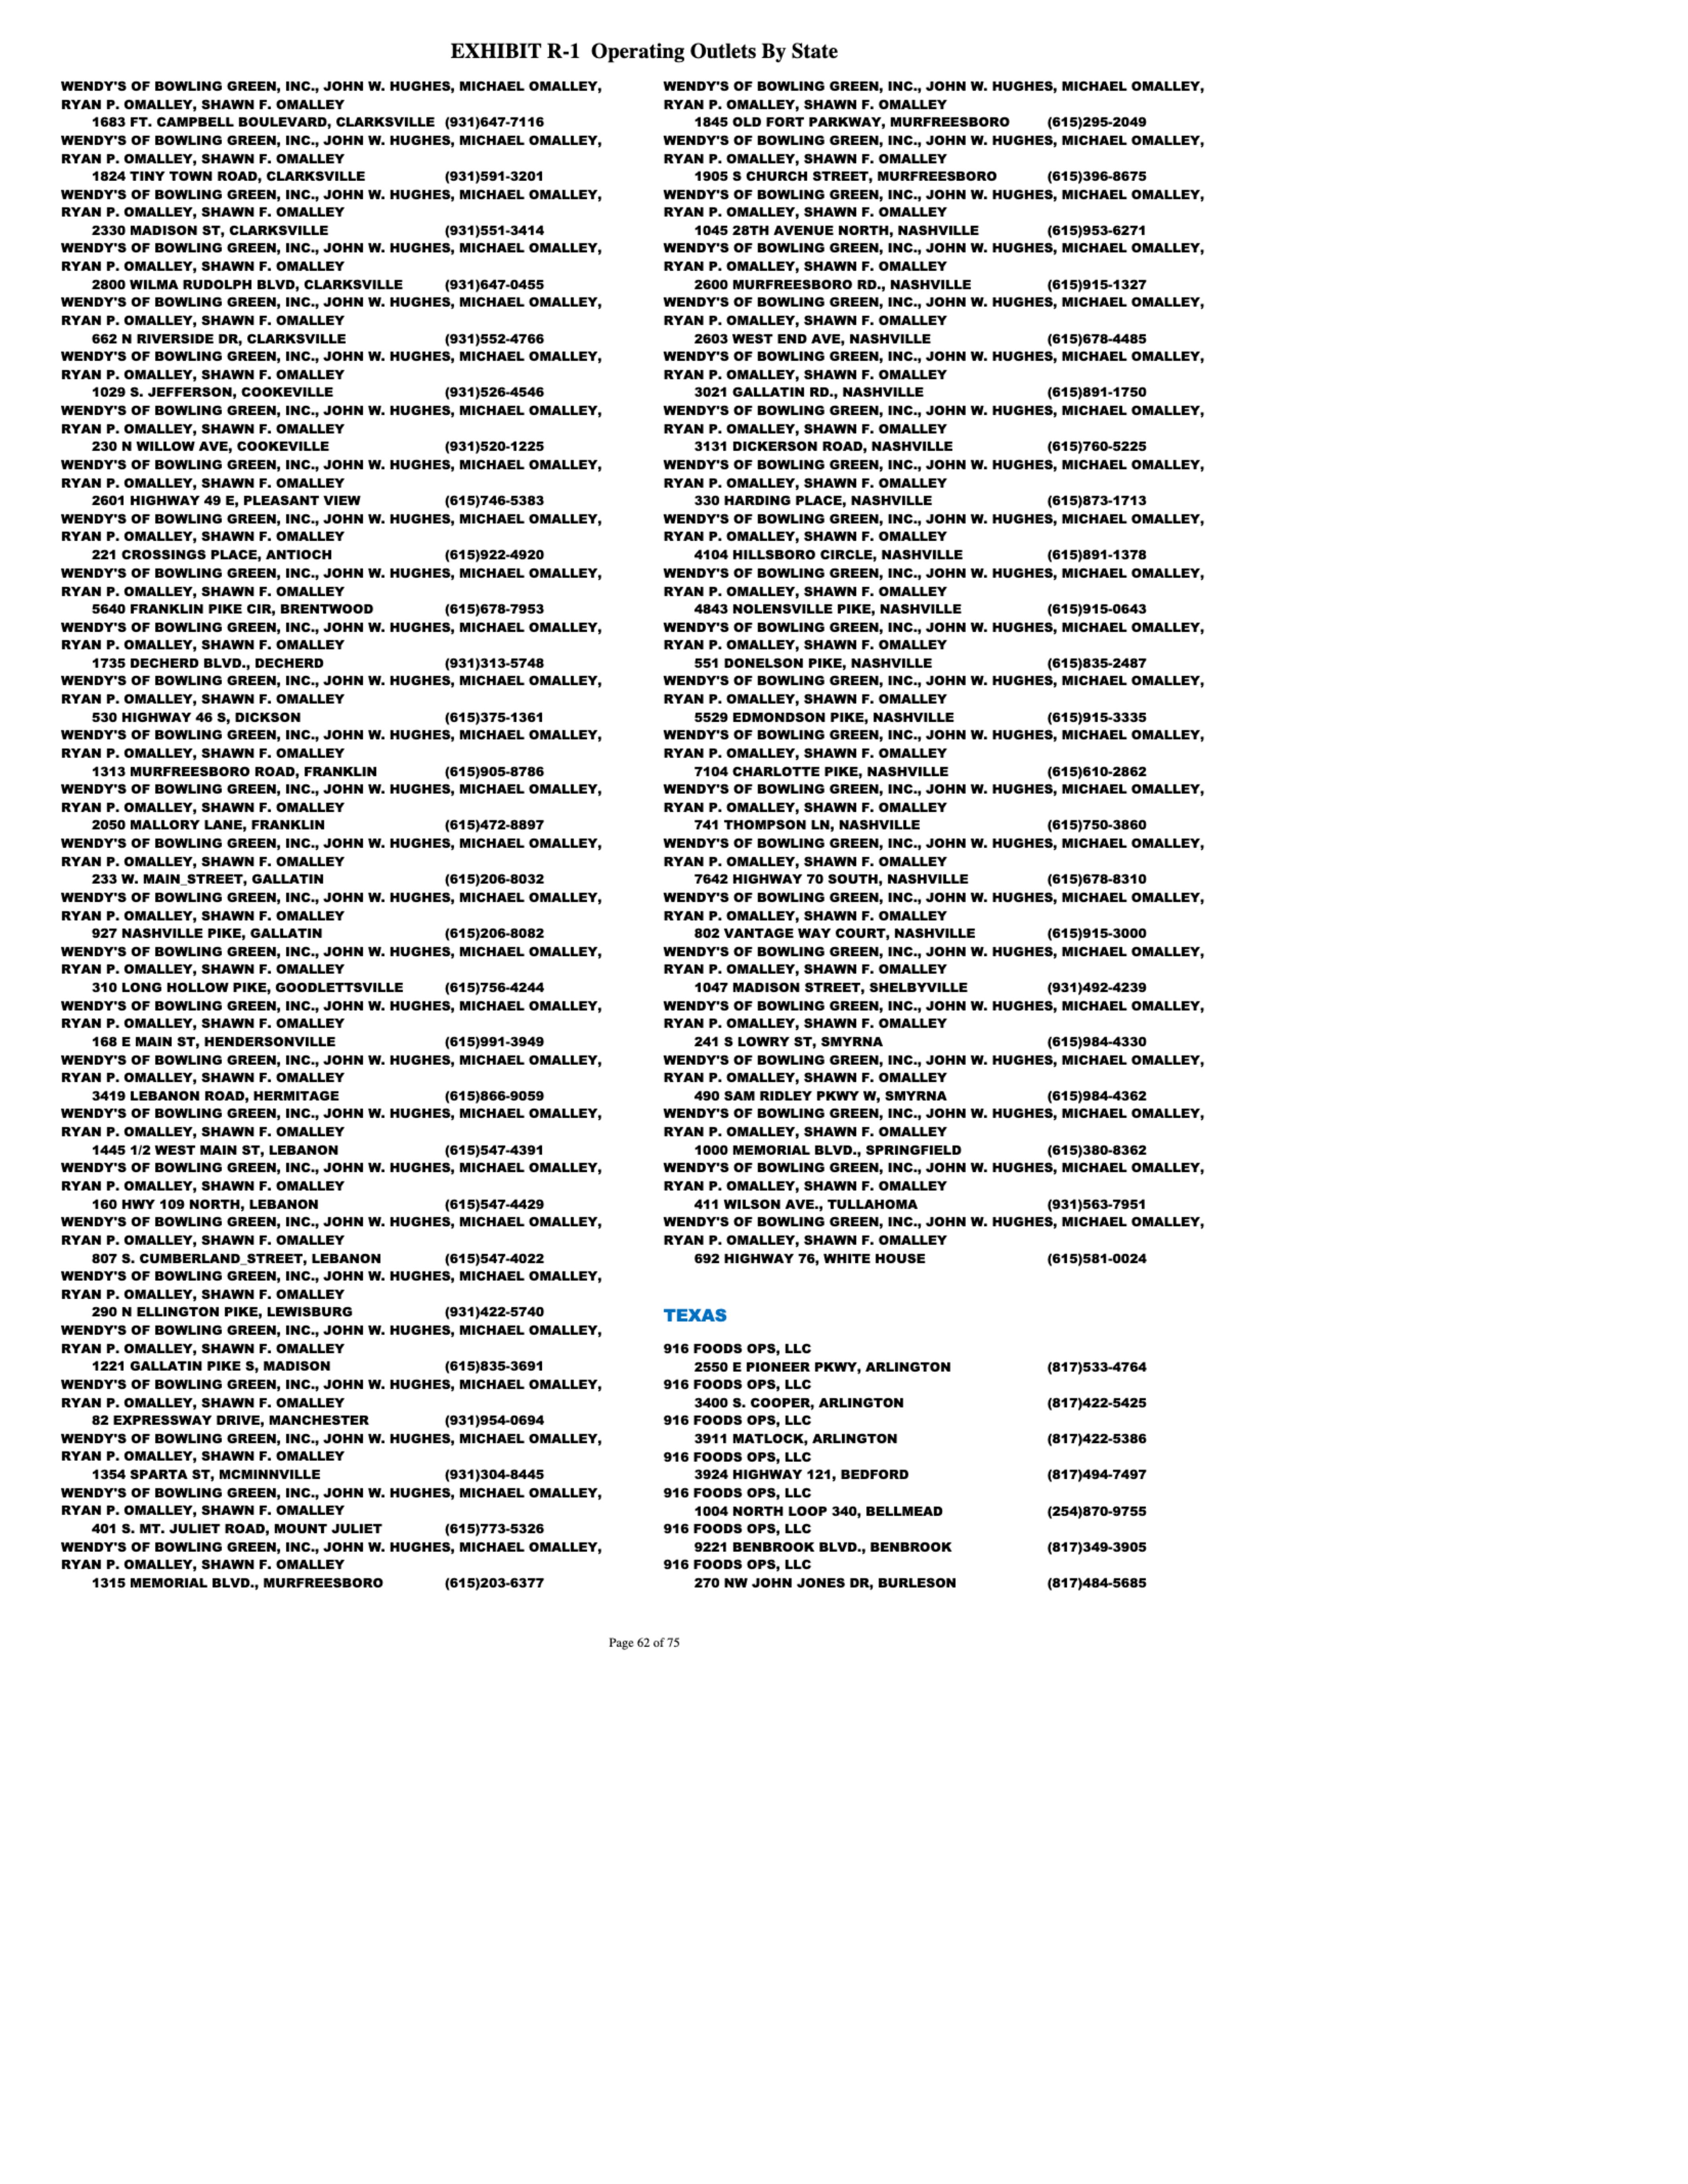 EXHIBIT R-1 Operating Outlets By State
WENDY'S OF BOWLING GREEN, INC., JOHN W. HUGHES, MICHAEL OMALLEY,
RYAN P. OMALLEY, SHAWN F. OMALLEY
1683 FT. CAMPBELL BOULEVARD, CLARKSVILLE (931)647-7116
WENDY'S OF BOWLING GREEN, INC., JOHN W. HUGHES, MICHAEL OMALLEY,
RYAN P. OMALLEY, SHAWN F. OMALLEY
1824 TINY TOWN ROAD, CLARKSVILLE (931)591-3201
WENDY'S OF BOWLING GREEN, INC., JOHN W. HUGHES, MICHAEL OMALLEY,
RYAN P. OMALLEY, SHAWN F. OMALLEY
2330 MADISON ST, CLARKSVILLE (931)551-3414
WENDY'S OF BOWLING GREEN, INC., JOHN W. HUGHES, MICHAEL OMALLEY,
RYAN P. OMALLEY, SHAWN F. OMALLEY
2800 WILMA RUDOLPH BLVD, CLARKSVILLE (931)647-0455
WENDY'S OF BOWLING GREEN, INC., JOHN W. HUGHES, MICHAEL OMALLEY,
RYAN P. OMALLEY, SHAWN F. OMALLEY
662 N RIVERSIDE DR, CLARKSVILLE (931)552-4766
WENDY'S OF BOWLING GREEN, INC., JOHN W. HUGHES, MICHAEL OMALLEY,
RYAN P. OMALLEY, SHAWN F. OMALLEY
1029 S. JEFFERSON, COOKEVILLE (931)526-4546
WENDY'S OF BOWLING GREEN, INC., JOHN W. HUGHES, MICHAEL OMALLEY,
RYAN P. OMALLEY, SHAWN F. OMALLEY
230 N WILLOW AVE, COOKEVILLE (931)520-1225
WENDY'S OF BOWLING GREEN, INC., JOHN W. HUGHES, MICHAEL OMALLEY,
RYAN P. OMALLEY, SHAWN F. OMALLEY
2601 HIGHWAY 49 E, PLEASANT VIEW (615)746-5383
WENDY'S OF BOWLING GREEN, INC., JOHN W. HUGHES, MICHAEL OMALLEY,
RYAN P. OMALLEY, SHAWN F. OMALLEY
221 CROSSINGS PLACE, ANTIOCH (615)922-4920
WENDY'S OF BOWLING GREEN, INC., JOHN W. HUGHES, MICHAEL OMALLEY,
RYAN P. OMALLEY, SHAWN F. OMALLEY
5640 FRANKLIN PIKE CIR, BRENTWOOD (615)678-7953
WENDY'S OF BOWLING GREEN, INC., JOHN W. HUGHES, MICHAEL OMALLEY,
RYAN P. OMALLEY, SHAWN F. OMALLEY
1735 DECHERD BLVD., DECHERD (931)313-5748
WENDY'S OF BOWLING GREEN, INC., JOHN W. HUGHES, MICHAEL OMALLEY,
RYAN P. OMALLEY, SHAWN F. OMALLEY
530 HIGHWAY 46 S, DICKSON (615)375-1361
WENDY'S OF BOWLING GREEN, INC., JOHN W. HUGHES, MICHAEL OMALLEY,
RYAN P. OMALLEY, SHAWN F. OMALLEY
1313 MURFREESBORO ROAD, FRANKLIN (615)905-8786
WENDY'S OF BOWLING GREEN, INC., JOHN W. HUGHES, MICHAEL OMALLEY,
RYAN P. OMALLEY, SHAWN F. OMALLEY
2050 MALLORY LANE, FRANKLIN (615)472-8897
WENDY'S OF BOWLING GREEN, INC., JOHN W. HUGHES, MICHAEL OMALLEY,
RYAN P. OMALLEY, SHAWN F. OMALLEY
233 W. MAIN_STREET, GALLATIN (615)206-8032
WENDY'S OF BOWLING GREEN, INC., JOHN W. HUGHES, MICHAEL OMALLEY,
RYAN P. OMALLEY, SHAWN F. OMALLEY
927 NASHVILLE PIKE, GALLATIN (615)206-8082
WENDY'S OF BOWLING GREEN, INC., JOHN W. HUGHES, MICHAEL OMALLEY,
RYAN P. OMALLEY, SHAWN F. OMALLEY
310 LONG HOLLOW PIKE, GOODLETTSVILLE (615)756-4244
WENDY'S OF BOWLING GREEN, INC., JOHN W. HUGHES, MICHAEL OMALLEY,
RYAN P. OMALLEY, SHAWN F. OMALLEY
168 E MAIN ST, HENDERSONVILLE (615)991-3949
WENDY'S OF BOWLING GREEN, INC., JOHN W. HUGHES, MICHAEL OMALLEY,
RYAN P. OMALLEY, SHAWN F. OMALLEY
3419 LEBANON ROAD, HERMITAGE (615)866-9059
WENDY'S OF BOWLING GREEN, INC., JOHN W. HUGHES, MICHAEL OMALLEY,
RYAN P. OMALLEY, SHAWN F. OMALLEY
1445 1/2 WEST MAIN ST, LEBANON (615)547-4391
WENDY'S OF BOWLING GREEN, INC., JOHN W. HUGHES, MICHAEL OMALLEY,
RYAN P. OMALLEY, SHAWN F. OMALLEY
160 HWY 109 NORTH, LEBANON (615)547-4429
WENDY'S OF BOWLING GREEN, INC., JOHN W. HUGHES, MICHAEL OMALLEY,
RYAN P. OMALLEY, SHAWN F. OMALLEY
807 S. CUMBERLAND_STREET, LEBANON (615)547-4022
WENDY'S OF BOWLING GREEN, INC., JOHN W. HUGHES, MICHAEL OMALLEY,
RYAN P. OMALLEY, SHAWN F. OMALLEY
290 N ELLINGTON PIKE, LEWISBURG (931)422-5740
WENDY'S OF BOWLING GREEN, INC., JOHN W. HUGHES, MICHAEL OMALLEY,
RYAN P. OMALLEY, SHAWN F. OMALLEY
1221 GALLATIN PIKE S, MADISON (615)835-3691
WENDY'S OF BOWLING GREEN, INC., JOHN W. HUGHES, MICHAEL OMALLEY,
RYAN P. OMALLEY, SHAWN F. OMALLEY
82 EXPRESSWAY DRIVE, MANCHESTER (931)954-0694
WENDY'S OF BOWLING GREEN, INC., JOHN W. HUGHES, MICHAEL OMALLEY,
RYAN P. OMALLEY, SHAWN F. OMALLEY
1354 SPARTA ST, MCMINNVILLE (931)304-8445
WENDY'S OF BOWLING GREEN, INC., JOHN W. HUGHES, MICHAEL OMALLEY,
RYAN P. OMALLEY, SHAWN F. OMALLEY
401 S. MT. JULIET ROAD, MOUNT JULIET (615)773-5326
WENDY'S OF BOWLING GREEN, INC., JOHN W. HUGHES, MICHAEL OMALLEY,
RYAN P. OMALLEY, SHAWN F. OMALLEY
1315 MEMORIAL BLVD., MURFREESBORO (615)203-6377
WENDY'S OF BOWLING GREEN, INC., JOHN W. HUGHES, MICHAEL OMALLEY,
RYAN P. OMALLEY, SHAWN F. OMALLEY
1845 OLD FORT PARKWAY, MURFREESBORO (615)295-2049
WENDY'S OF BOWLING GREEN, INC., JOHN W. HUGHES, MICHAEL OMALLEY,
RYAN P. OMALLEY, SHAWN F. OMALLEY
1905 S CHURCH STREET, MURFREESBORO (615)396-8675
WENDY'S OF BOWLING GREEN, INC., JOHN W. HUGHES, MICHAEL OMALLEY,
RYAN P. OMALLEY, SHAWN F. OMALLEY
1045 28TH AVENUE NORTH, NASHVILLE (615)953-6271
WENDY'S OF BOWLING GREEN, INC., JOHN W. HUGHES, MICHAEL OMALLEY,
RYAN P. OMALLEY, SHAWN F. OMALLEY
2600 MURFREESBORO RD., NASHVILLE (615)915-1327
WENDY'S OF BOWLING GREEN, INC., JOHN W. HUGHES, MICHAEL OMALLEY,
RYAN P. OMALLEY, SHAWN F. OMALLEY
2603 WEST END AVE, NASHVILLE (615)678-4485
WENDY'S OF BOWLING GREEN, INC., JOHN W. HUGHES, MICHAEL OMALLEY,
RYAN P. OMALLEY, SHAWN F. OMALLEY
3021 GALLATIN RD., NASHVILLE (615)891-1750
WENDY'S OF BOWLING GREEN, INC., JOHN W. HUGHES, MICHAEL OMALLEY,
RYAN P. OMALLEY, SHAWN F. OMALLEY
3131 DICKERSON ROAD, NASHVILLE (615)760-5225
WENDY'S OF BOWLING GREEN, INC., JOHN W. HUGHES, MICHAEL OMALLEY,
RYAN P. OMALLEY, SHAWN F. OMALLEY
330 HARDING PLACE, NASHVILLE (615)873-1713
WENDY'S OF BOWLING GREEN, INC., JOHN W. HUGHES, MICHAEL OMALLEY,
RYAN P. OMALLEY, SHAWN F. OMALLEY
4104 HILLSBORO CIRCLE, NASHVILLE (615)891-1378
WENDY'S OF BOWLING GREEN, INC., JOHN W. HUGHES, MICHAEL OMALLEY,
RYAN P. OMALLEY, SHAWN F. OMALLEY
4843 NOLENSVILLE PIKE, NASHVILLE (615)915-0643
WENDY'S OF BOWLING GREEN, INC., JOHN W. HUGHES, MICHAEL OMALLEY,
RYAN P. OMALLEY, SHAWN F. OMALLEY
551 DONELSON PIKE, NASHVILLE (615)835-2487
WENDY'S OF BOWLING GREEN, INC., JOHN W. HUGHES, MICHAEL OMALLEY,
RYAN P. OMALLEY, SHAWN F. OMALLEY
5529 EDMONDSON PIKE, NASHVILLE (615)915-3335
WENDY'S OF BOWLING GREEN, INC., JOHN W. HUGHES, MICHAEL OMALLEY,
RYAN P. OMALLEY, SHAWN F. OMALLEY
7104 CHARLOTTE PIKE, NASHVILLE (615)610-2862
WENDY'S OF BOWLING GREEN, INC., JOHN W. HUGHES, MICHAEL OMALLEY,
RYAN P. OMALLEY, SHAWN F. OMALLEY
741 THOMPSON LN, NASHVILLE (615)750-3860
WENDY'S OF BOWLING GREEN, INC., JOHN W. HUGHES, MICHAEL OMALLEY,
RYAN P. OMALLEY, SHAWN F. OMALLEY
7642 HIGHWAY 70 SOUTH, NASHVILLE (615)678-8310
WENDY'S OF BOWLING GREEN, INC., JOHN W. HUGHES, MICHAEL OMALLEY,
RYAN P. OMALLEY, SHAWN F. OMALLEY
802 VANTAGE WAY COURT, NASHVILLE (615)915-3000
WENDY'S OF BOWLING GREEN, INC., JOHN W. HUGHES, MICHAEL OMALLEY,
RYAN P. OMALLEY, SHAWN F. OMALLEY
1047 MADISON STREET, SHELBYVILLE (931)492-4239
WENDY'S OF BOWLING GREEN, INC., JOHN W. HUGHES, MICHAEL OMALLEY,
RYAN P. OMALLEY, SHAWN F. OMALLEY
241 S LOWRY ST, SMYRNA (615)984-4330
WENDY'S OF BOWLING GREEN, INC., JOHN W. HUGHES, MICHAEL OMALLEY,
RYAN P. OMALLEY, SHAWN F. OMALLEY
490 SAM RIDLEY PKWY W, SMYRNA (615)984-4362
WENDY'S OF BOWLING GREEN, INC., JOHN W. HUGHES, MICHAEL OMALLEY,
RYAN P. OMALLEY, SHAWN F. OMALLEY
1000 MEMORIAL BLVD., SPRINGFIELD (615)380-8362
WENDY'S OF BOWLING GREEN, INC., JOHN W. HUGHES, MICHAEL OMALLEY,
RYAN P. OMALLEY, SHAWN F. OMALLEY
411 WILSON AVE., TULLAHOMA (931)563-7951
WENDY'S OF BOWLING GREEN, INC., JOHN W. HUGHES, MICHAEL OMALLEY,
RYAN P. OMALLEY, SHAWN F. OMALLEY
692 HIGHWAY 76, WHITE HOUSE (615)581-0024
TEXAS
916 FOODS OPS, LLC
2550 E PIONEER PKWY, ARLINGTON (817)533-4764
916 FOODS OPS, LLC
3400 S. COOPER, ARLINGTON (817)422-5425
916 FOODS OPS, LLC
3911 MATLOCK, ARLINGTON (817)422-5386
916 FOODS OPS, LLC
3924 HIGHWAY 121, BEDFORD (817)494-7497
916 FOODS OPS, LLC
1004 NORTH LOOP 340, BELLMEAD (254)870-9755
916 FOODS OPS, LLC
9221 BENBROOK BLVD., BENBROOK (817)349-3905
916 FOODS OPS, LLC
270 NW JOHN JONES DR, BURLESON (817)484-5685
Page 62 of 75